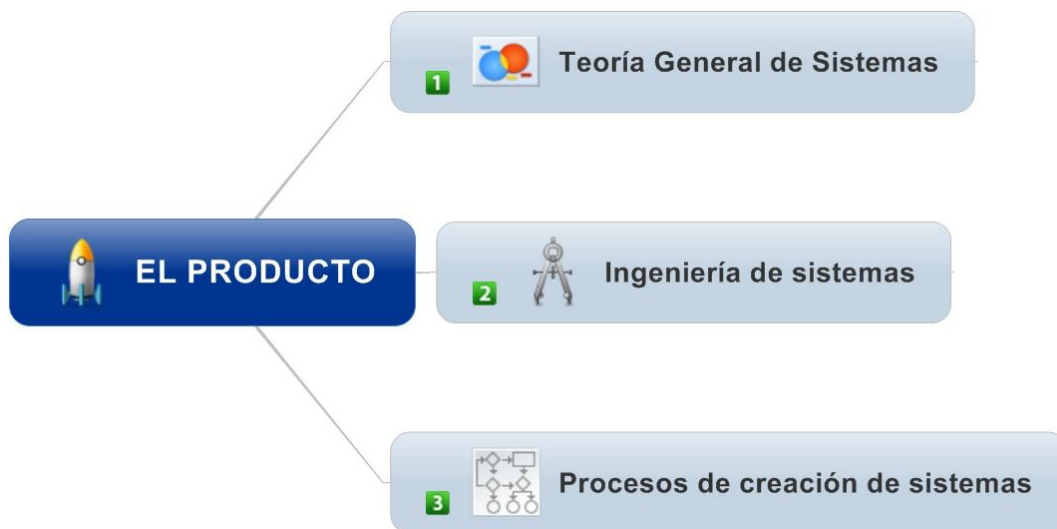 1 Teoría General de Sistemas
EL PRODUCTO
2 Ingeniería de sistemas
3 Procesos de creación de sistemas